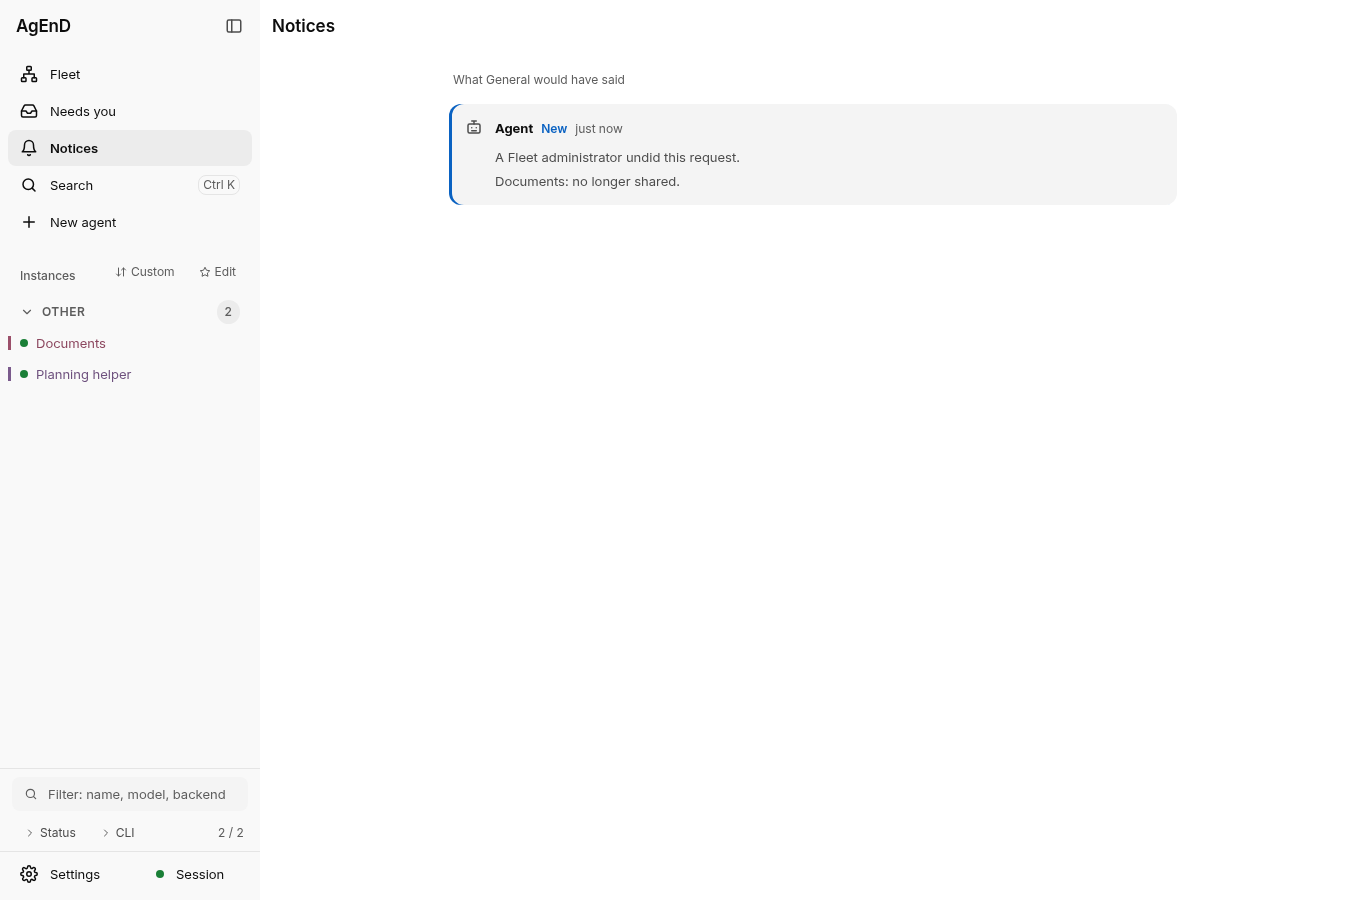 AgEnD
Fleet
Needs you
Notices
Search
Ctrl K
New agent
Instances
Custom
Edit
OTHER
2
Documents
Planning helper
Filter: name, model, backend
Status
CLI
2 / 2
Settings
Session
Notices
What General would have said
Agent New just now
A Fleet administrator undid this request.
Documents: no longer shared.